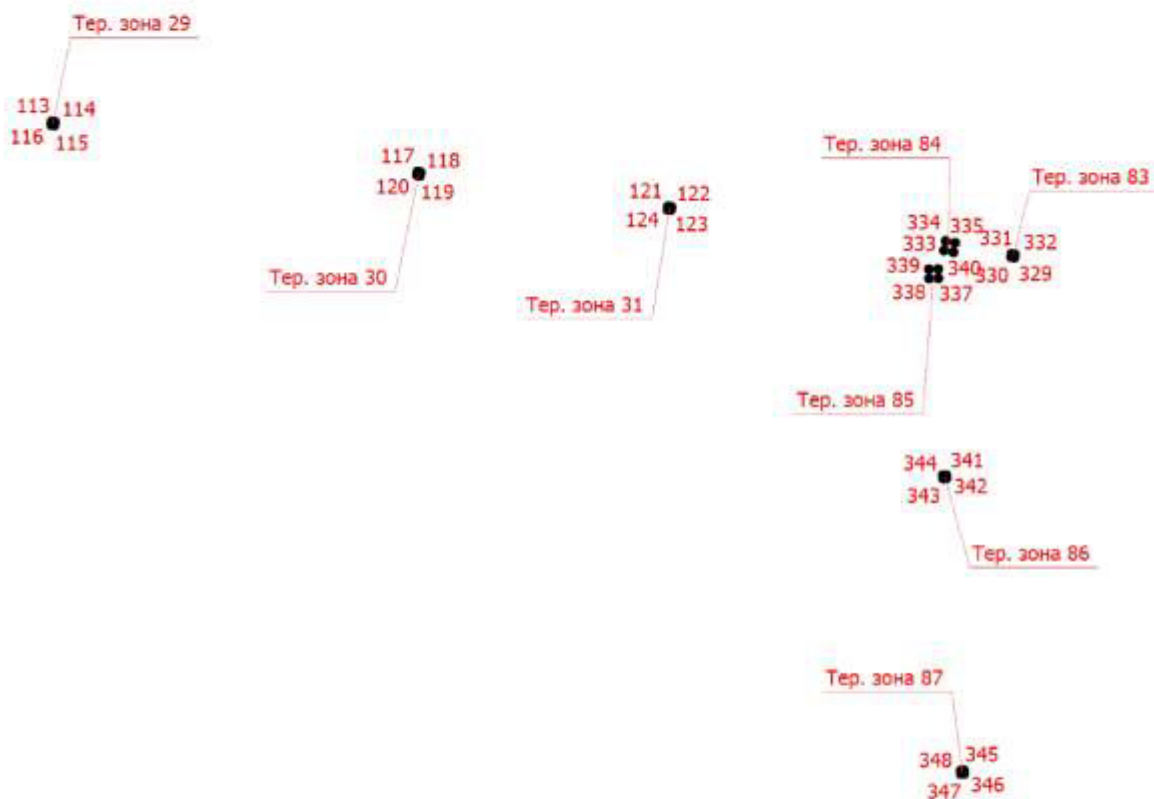 Тер. зона 29
113 114
116 115
117 118
120 119
Тер. зона 30
121 122
124 123
Тер. зона 31
Тер. зона 84
Тер. зона 83
334 335
331 332
333
339 340
330 329
338 337
Тер. зона 85
344 341
343 342
Тер. зона 86
Тер. зона 87
348 345
347 346